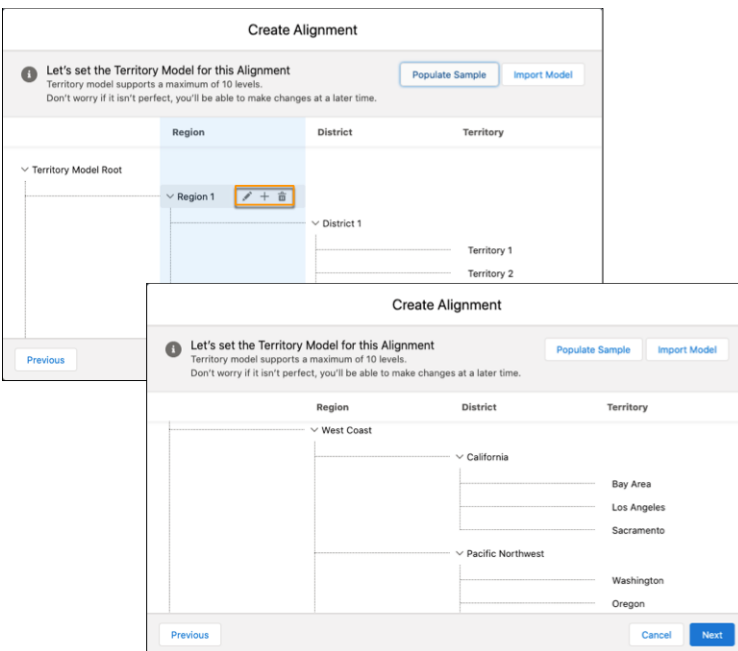 Create Alignment
Let's set the Territory Model for this Alignment
Territory model supports a maximum of 10 levels.
Don't worry if it isn't perfect, you'll be able to make changes at a later time.
Populate Sample
Import Model
Region District Territory
Territory Model Root
Region 1
District 1
Territory 1
Territory 2
Previous
Create Alignment
Let's set the Territory Model for this Alignment
Territory model supports a maximum of 10 levels.
Don't worry if it isn't perfect, you'll be able to make changes at a later time.
Populate Sample
Import Model
Region District Territory
West Coast
California
Bay Area
Los Angeles
Sacramento
Pacific Northwest
Washington
Oregon
Previous
Cancel
Next